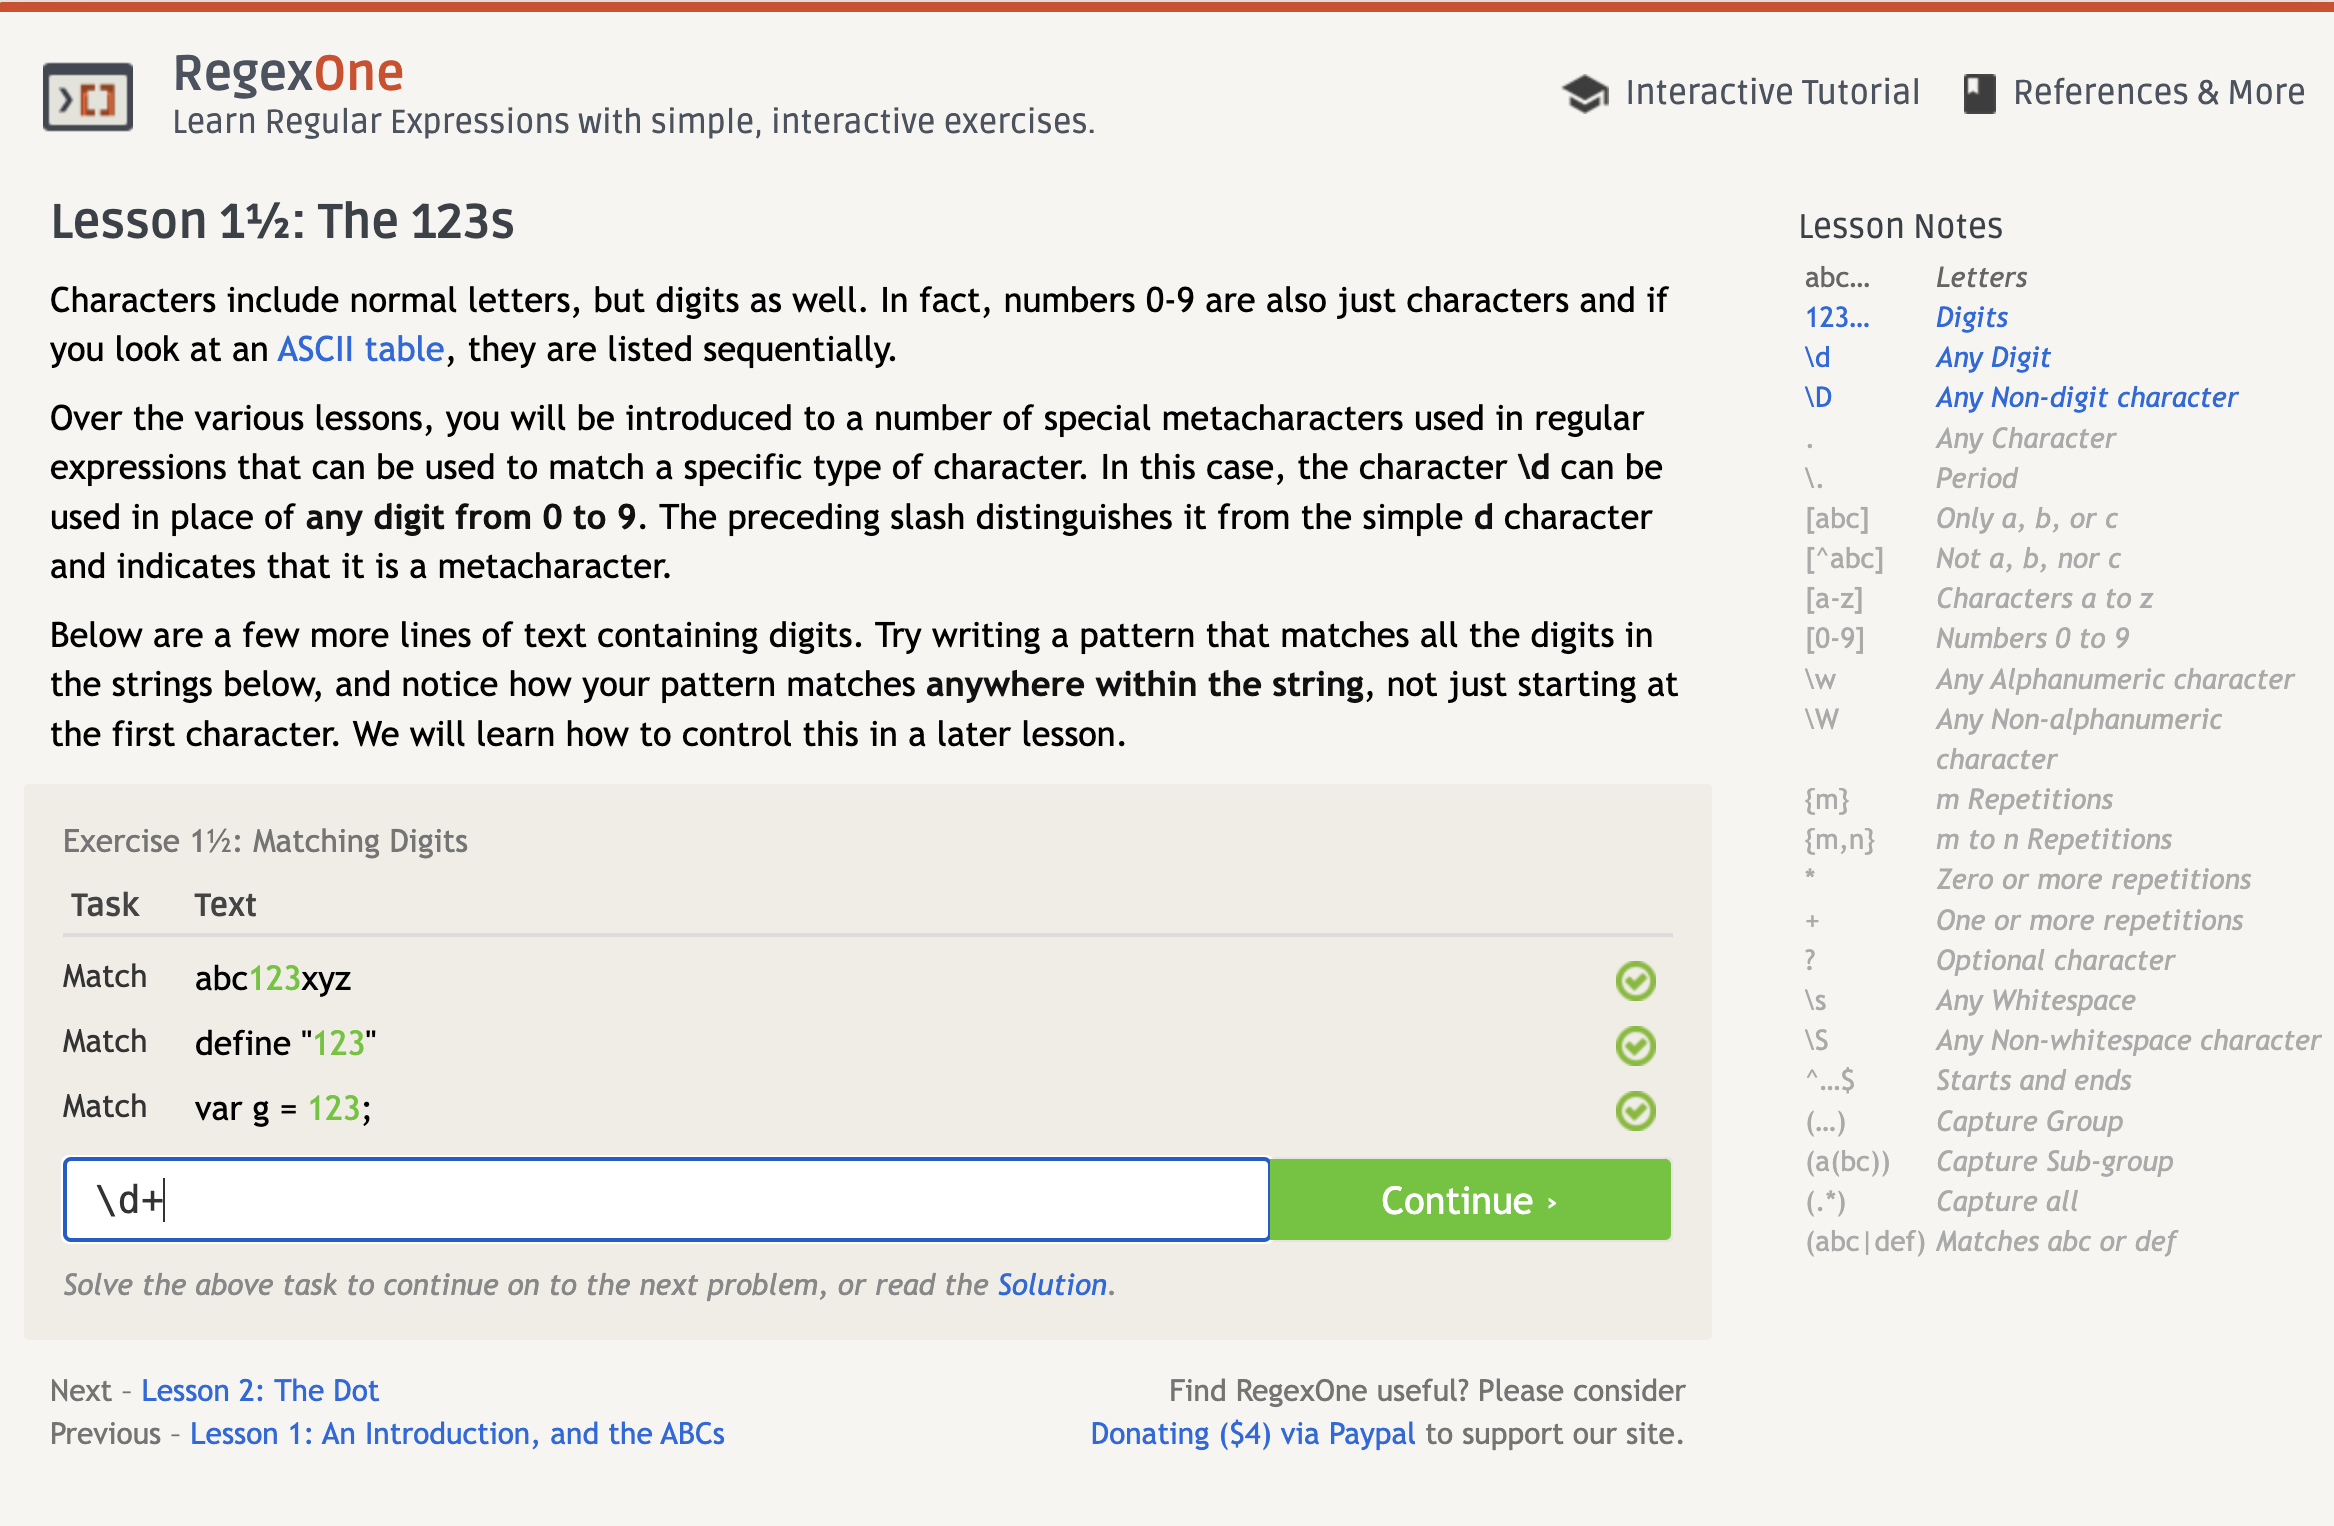 RegexOne
Learn Regular Expressions with simple, interactive exercises.
Interactive Tutorial
References & More
Lesson 1½: The 123s
Characters include normal letters, but digits as well. In fact, numbers 0-9 are also just characters and if
you look at an ASCII table, they are listed sequentially.
Over the various lessons, you will be introduced to a number of special metacharacters used in regular
expressions that can be used to match a specific type of character. In this case, the character \d can be
used in place of any digit from 0 to 9. The preceding slash distinguishes it from the simple d character
and indicates that it is a metacharacter.
Below are a few more lines of text containing digits. Try writing a pattern that matches all the digits in
the strings below, and notice how your pattern matches anywhere within the string, not just starting at
the first character. We will learn how to control this in a later lesson.
Exercise 1½: Matching Digits
Task Text
Match abc123xyz
Match define "123"
Match var g = 123;
\d+
Continue ›
Solve the above task to continue on to the next problem, or read the Solution.
Next – Lesson 2: The Dot
Previous – Lesson 1: An Introduction, and the ABCs
Find RegexOne useful? Please consider
Donating ($4) via Paypal to support our site.
Lesson Notes
abc… Letters
123… Digits
\d Any Digit
\D Any Non-digit character
. Any Character
\. Period
[abc] Only a, b, or c
[^abc] Not a, b, nor c
[a-z] Characters a to z
[0-9] Numbers 0 to 9
\w Any Alphanumeric character
\W Any Non-alphanumeric
character
{m} m Repetitions
{m,n} m to n Repetitions
* Zero or more repetitions
+ One or more repetitions
? Optional character
\s Any Whitespace
\S Any Non-whitespace character
^…$ Starts and ends
(…) Capture Group
(a(bc)) Capture Sub-group
(.*) Capture all
(abc|def) Matches abc or def